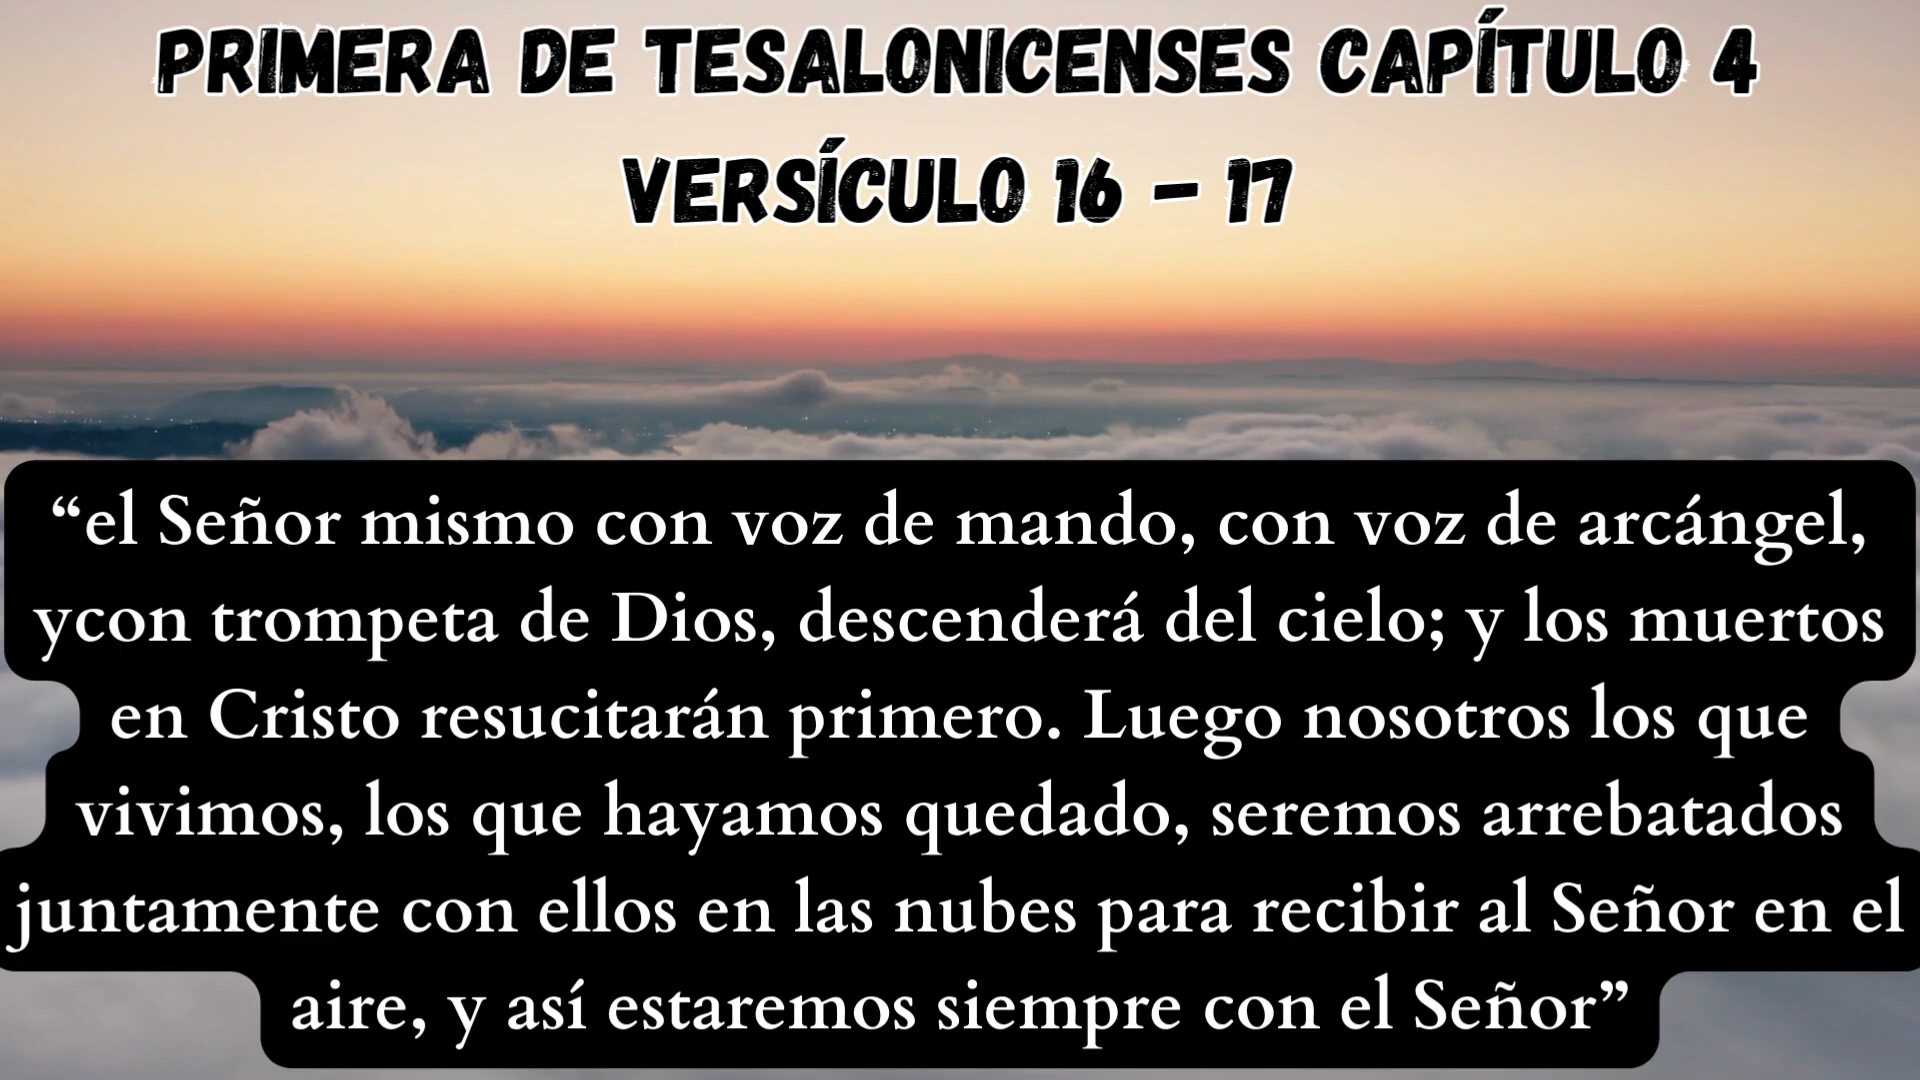 PRIMERA DE TESALONICENSES CAPÍTULO 4
VERSÍCULO 16 – 17
“el Señor mismo con voz de mando, con voz de arcángel,
ycon trompeta de Dios, descenderá del cielo; y los muertos
en Cristo resucitarán primero. Luego nosotros los que
vivimos, los que hayamos quedado, seremos arrebatados
juntamente con ellos en las nubes para recibir al Señor en el
aire, y así estaremos siempre con el Señor”